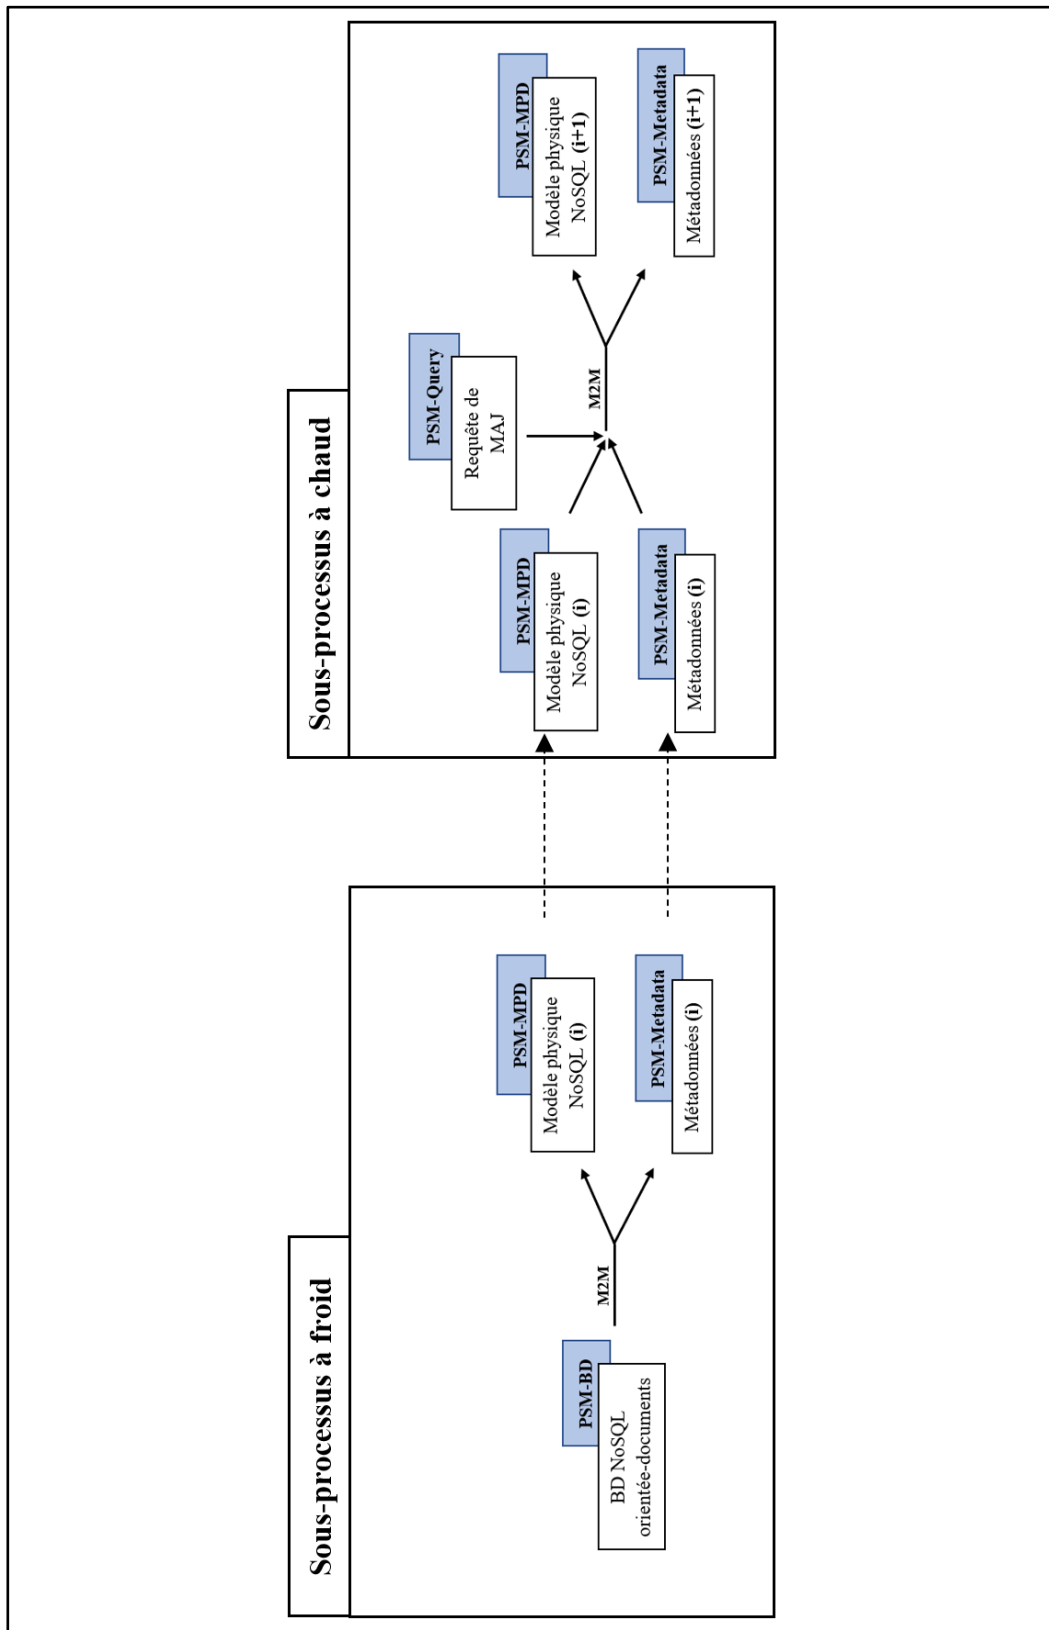 Sous-processus à froid
PSM-BD
BD NoSQL
orientée-documents
M2M
PSM-MPD
Modèle physique
NoSQL (i)
PSM-Metadata
Métadonnées (i)
Sous-processus à chaud
PSM-MPD
Modèle physique
NoSQL (i)
PSM-Metadata
Métadonnées (i)
PSM-Query
Requête de
MAJ
M2M
PSM-MPD
Modèle physique
NoSQL (i+1)
PSM-Metadata
Métadonnées (i+1)